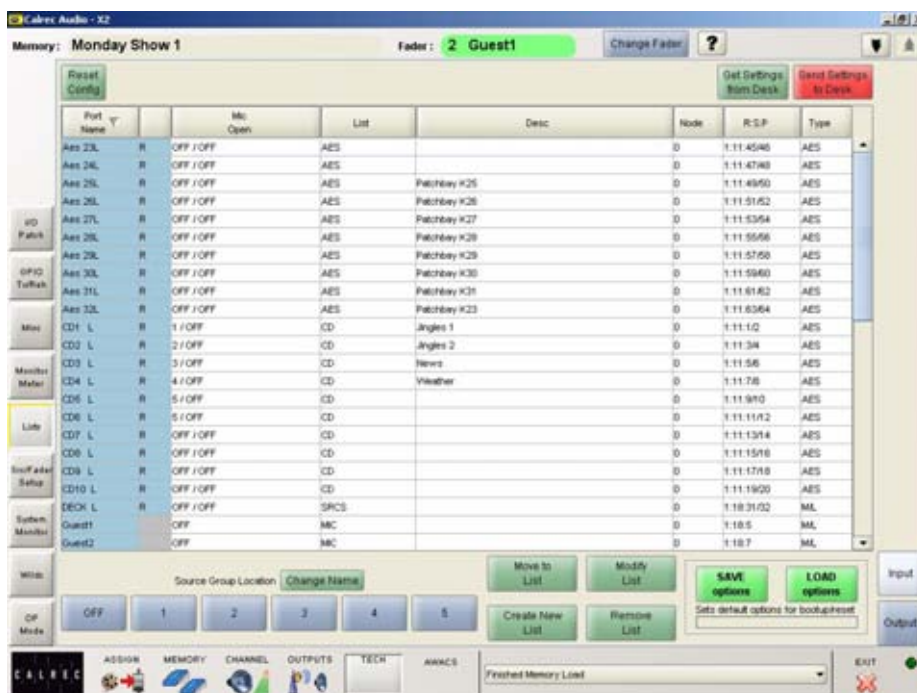 Calrec Audio - X2
Memory: Monday Show 1 Fader: 2 Guest1 Change Fader ?
Reset Config Get Settings from Desk Send Settings to Desk
Port Name Mic Open List Desc Node R:S:P Type
Aes 23L R OFF / OFF AES 0 1:11:45/46 AES
Aes 24L R OFF / OFF AES 0 1:11:47/48 AES
Aes 25L R OFF / OFF AES Patchbay K25 0 1:11:49/50 AES
Aes 26L R OFF / OFF AES Patchbay K26 0 1:11:51/52 AES
Aes 27L R OFF / OFF AES Patchbay K27 0 1:11:53/54 AES
Aes 28L R OFF / OFF AES Patchbay K28 0 1:11:55/56 AES
Aes 29L R OFF / OFF AES Patchbay K29 0 1:11:57/58 AES
Aes 30L R OFF / OFF AES Patchbay K30 0 1:11:59/60 AES
Aes 31L R OFF / OFF AES Patchbay K31 0 1:11:61/62 AES
Aes 32L R OFF / OFF AES Patchbay K23 0 1:11:63/64 AES
CD1 L R 1 / OFF CD Jingles 1 0 1:11:1/2 AES
CD2 L R 2 / OFF CD Jingles 2 0 1:11:3/4 AES
CD3 L R 3 / OFF CD News 0 1:11:5/6 AES
CD4 L R 4 / OFF CD Weather 0 1:11:7/8 AES
CD5 L R 5 / OFF CD 0 1:11:9/10 AES
CD6 L R 5 / OFF CD 0 1:11:11/12 AES
CD7 L R OFF / OFF CD 0 1:11:13/14 AES
CD8 L R OFF / OFF CD 0 1:11:15/16 AES
CD9 L R OFF / OFF CD 0 1:11:17/18 AES
CD10 L R OFF / OFF CD 0 1:11:19/20 AES
DECK L R OFF / OFF SRCS 0 1:18:31/32 M/L
Guest1 OFF MIC 0 1:18:5 M/L
Guest2 OFF MIC 0 1:18:7 M/L
I/O Patch
GPIO
Misc
Monitor Meter
Lists
Src/Fader Setup
System Monitor
Wilds
OP Mode
Source Group Location Change Name
OFF 1 2 3 4 5
Move to List Modify List
Create New List Remove List
SAVE options LOAD options
Sets default options for bootup/reset
Input
Output
CALREC ASSIGN MEMORY CHANNEL OUTPUTS TECH AWACS Finished Memory Load EXIT